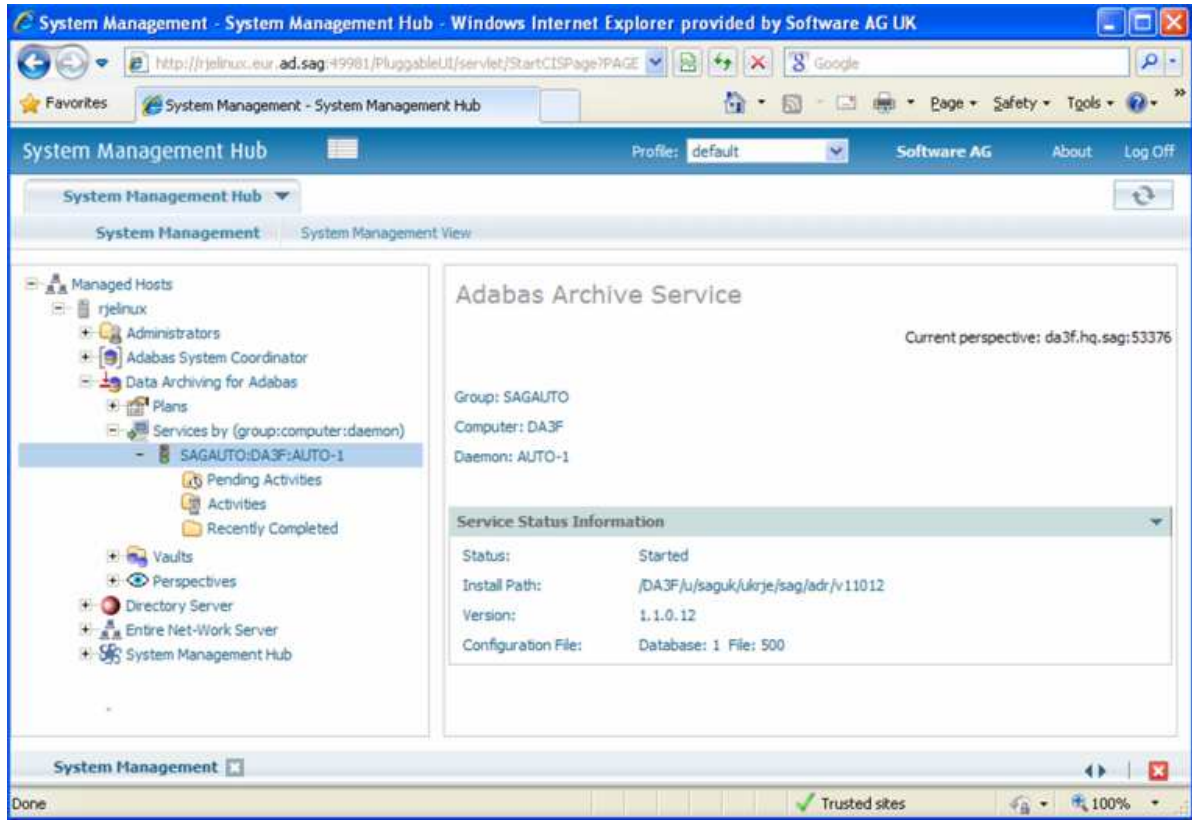 System Management - System Management Hub - Windows Internet Explorer provided by Software AG UK
http://rjelinux.eur.ad.sag:49981/PluggableUI/servlet/StartCISPage?PAGE
Google
Favorites
System Management - System Management Hub
Page
Safety
Tools
System Management Hub
Profile:
default
Software AG
About
Log Off
System Management Hub
System Management
System Management View
Managed Hosts
rjelinux
Administrators
Adabas System Coordinator
Data Archiving for Adabas
Plans
Services by (group:computer:daemon)
SAGAUTO:DA3F:AUTO-1
Pending Activities
Activities
Recently Completed
Vaults
Perspectives
Directory Server
Entire Net-Work Server
System Management Hub
Adabas Archive Service
Current perspective: da3f.hq.sag:53376
Group: SAGAUTO
Computer: DA3F
Daemon: AUTO-1
Service Status Information
Status: Started
Install Path: /DA3F/u/saguk/ukrje/sag/adr/v11012
Version: 1.1.0.12
Configuration File: Database: 1 File: 500
System Management
Done
Trusted sites
100%